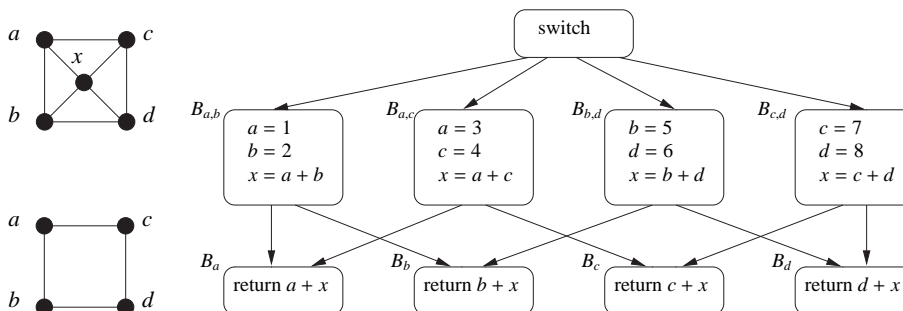 a
c
x
b
d
a
c
b
d
switch
B_{a,b}
B_{a,c}
B_{b,d}
B_{c,d}
a = 1
b = 2
x = a + b
a = 3
c = 4
x = a + c
b = 5
d = 6
x = b + d
c = 7
d = 8
x = c + d
B_a
B_b
B_c
B_d
return a + x
return b + x
return c + x
return d + x